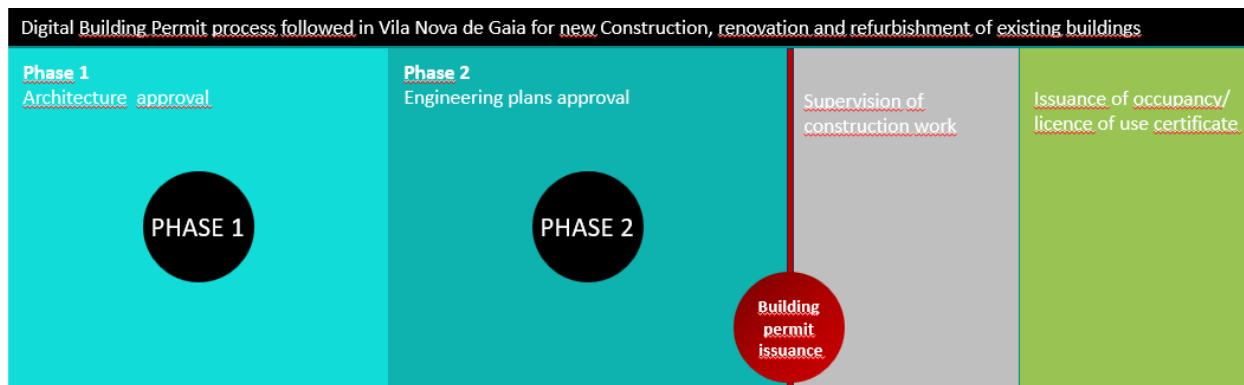 Digital Building Permit process followed in Vila Nova de Gaia for new Construction, renovation and refurbishment of existing buildings
Phase 1
Architecture approval
PHASE 1
Phase 2
Engineering plans approval
PHASE 2
Building
permit
issuance
Supervision of
construction work
Issuance of occupancy/
licence of use certificate